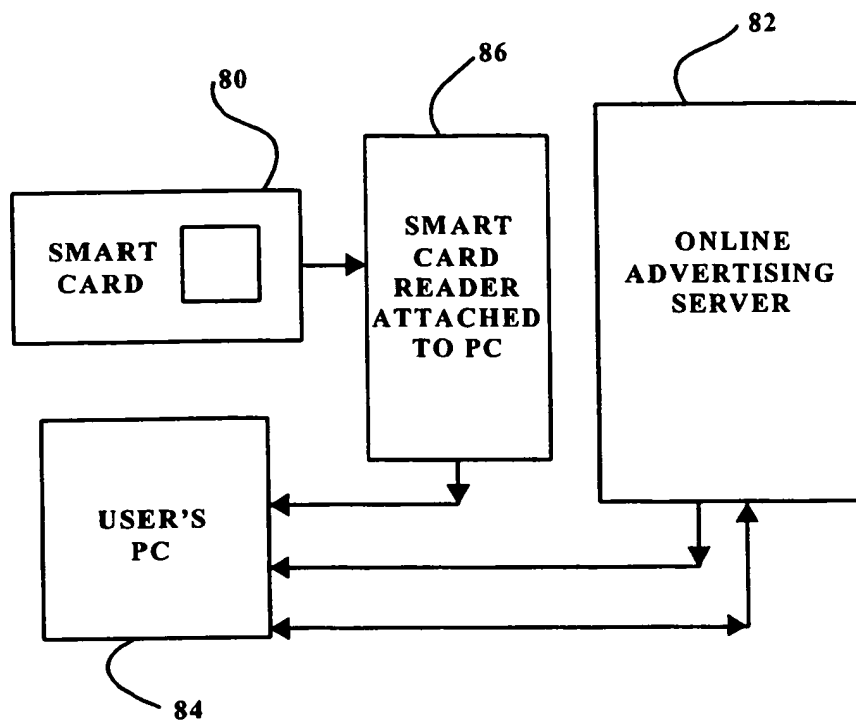 82
86
80
SMART
CARD
SMART
CARD
READER
ATTACHED
TO PC
ONLINE
ADVERTISING
SERVER
USER'S
PC
84